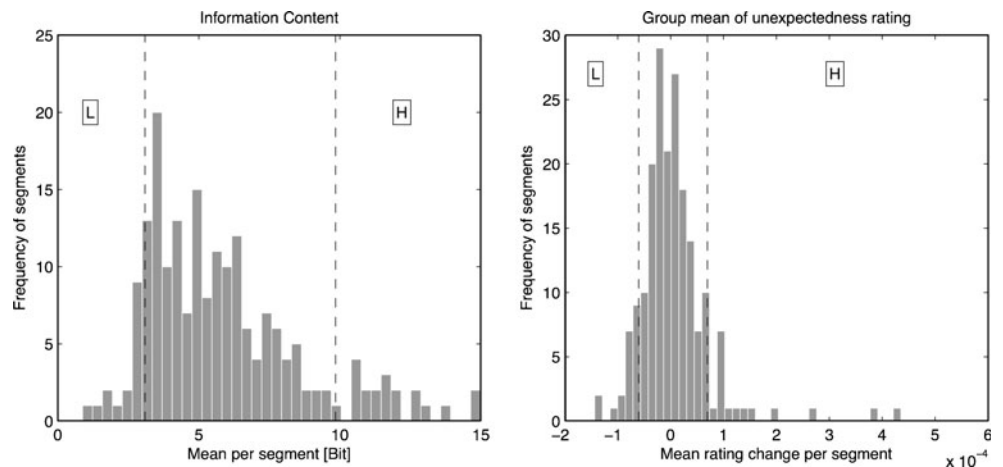 Information Content
25
20
15
10
5
0
L
H
Frequency of segments
0 5 10 15
Mean per segment [Bit]
Group mean of unexpectedness rating
30
25
20
15
10
5
0
L
H
Frequency of segments
−2 −1 0 1 2 3 4 5 6
Mean rating change per segment
x 10⁻⁴